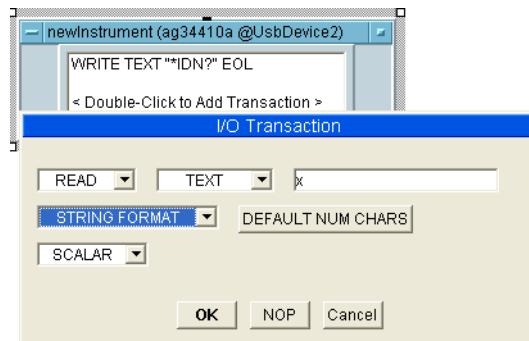 newInstrument (ag34410a @UsbDevice2)
WRITE TEXT "*IDN?" EOL
< Double-Click to Add Transaction >
I/O Transaction
READ TEXT x
STRING FORMAT DEFAULT NUM CHARS
SCALAR
OK NOP Cancel